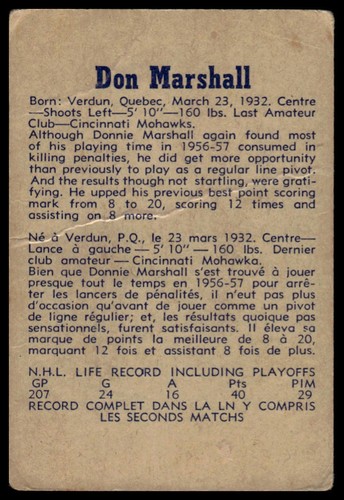 Don Marshall
Born: Verdun, Quebec, March 23, 1932. Centre
—Shoots Left—5' 10"—160 lbs. Last Amateur
Club—Cincinnati Mohawks.
Although Donnie Marshall again found most
of his playing time in 1956-57 consumed in
killing penalties, he did get more opportunity
than previously to play as a regular line pivot.
And the results though not startling, were grati-
fying. He upped his previous best point scoring
mark from 8 to 20, scoring 12 times and
assisting on 8 more.
Né à Verdun, P.Q., le 23 mars 1932. Centre—
Lance à gauche — 5' 10" — 160 lbs. Dernier
club amateur — Cincinnati Mohawka.
Bien que Donnie Marshall s'est trouvé à jouer
presque tout le temps en 1956-57 pour arrê-
ter les lancers de pénalités, il n'eut pas plus
d'occasion qu'avant de jouer comme un pivot
de ligne régulier; et, les résultats quoique pas
sensationnels, furent satisfaisants. Il éleva sa
marque de points la meilleure de 8 à 20,
marquant 12 fois et assistant 8 fois de plus.
N.H.L. LIFE RECORD INCLUDING PLAYOFFS
GP G A Pts PIM
207 24 16 40 29
RECORD COMPLET DANS LA LN Y COMPRIS
LES SECONDS MATCHS